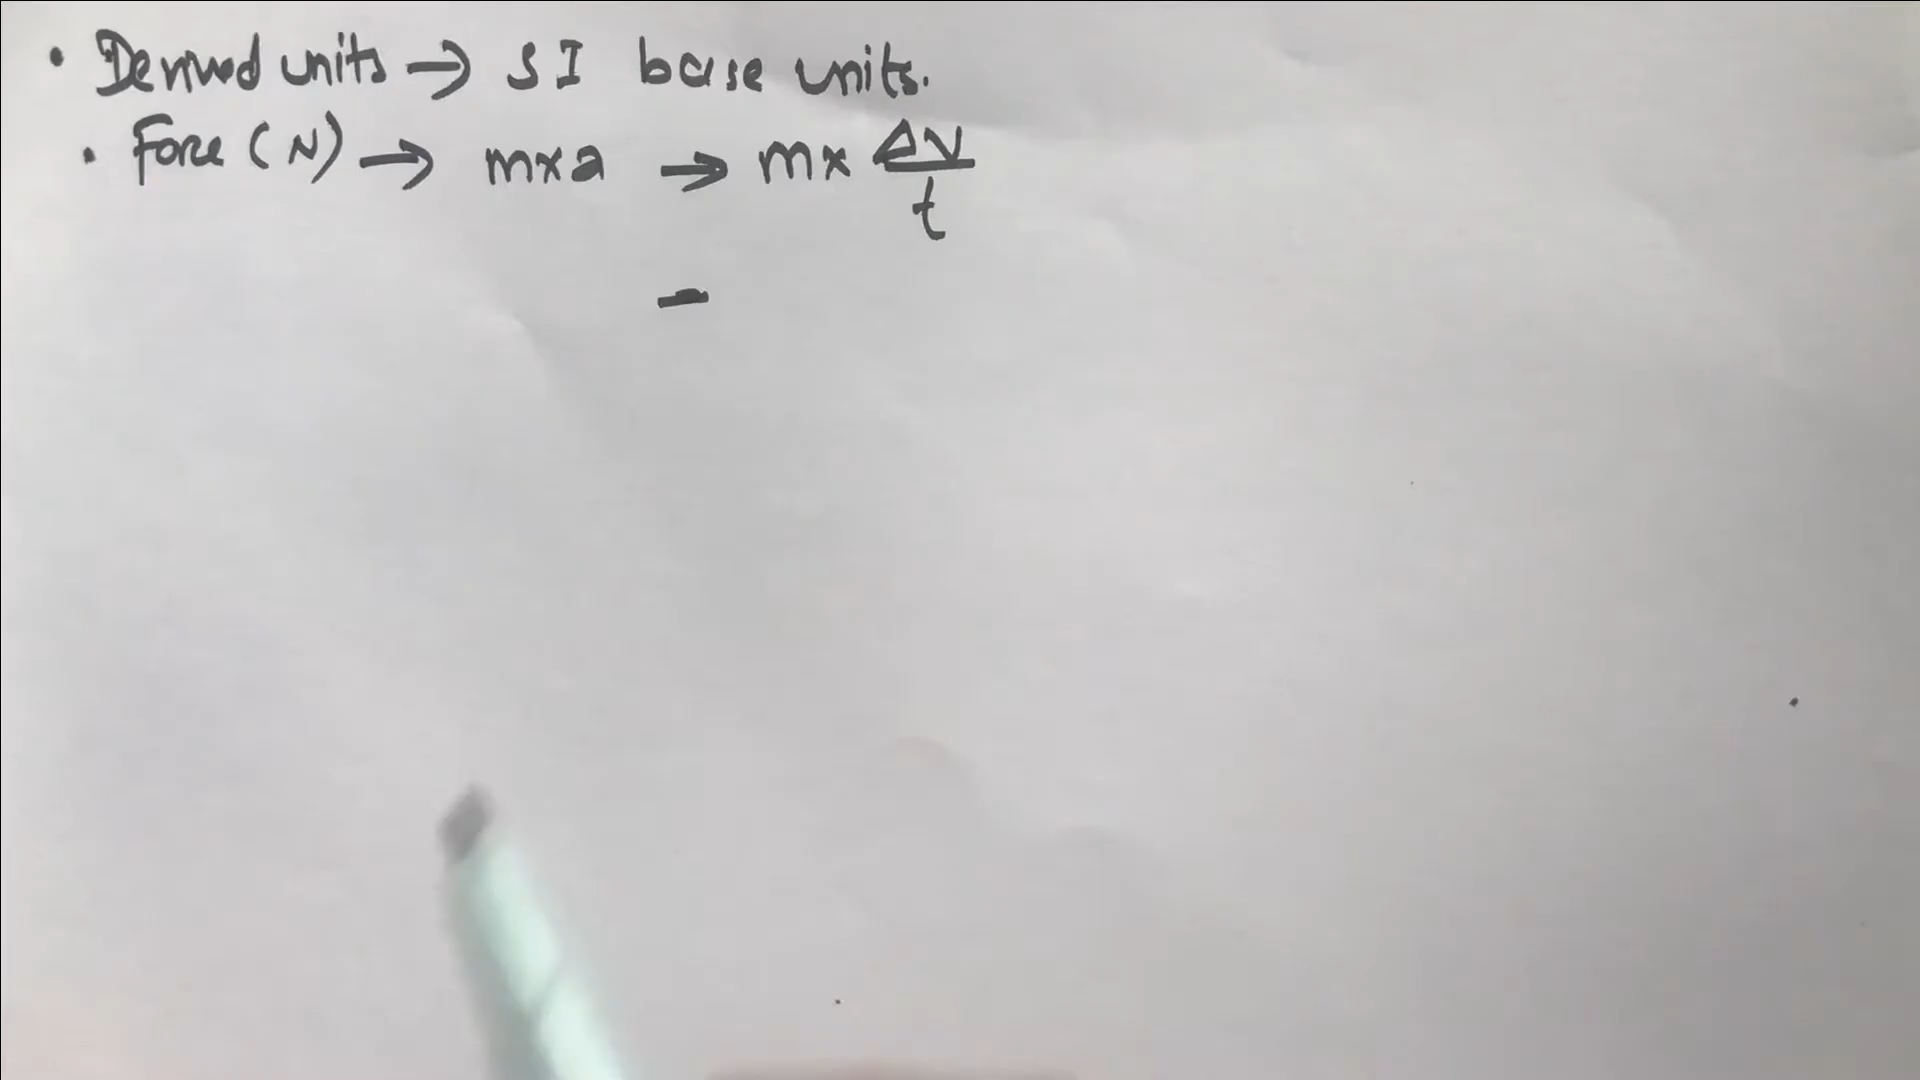 • Derived units → SI base units.
• Force (N) → m×a → m× ΔV/t
-